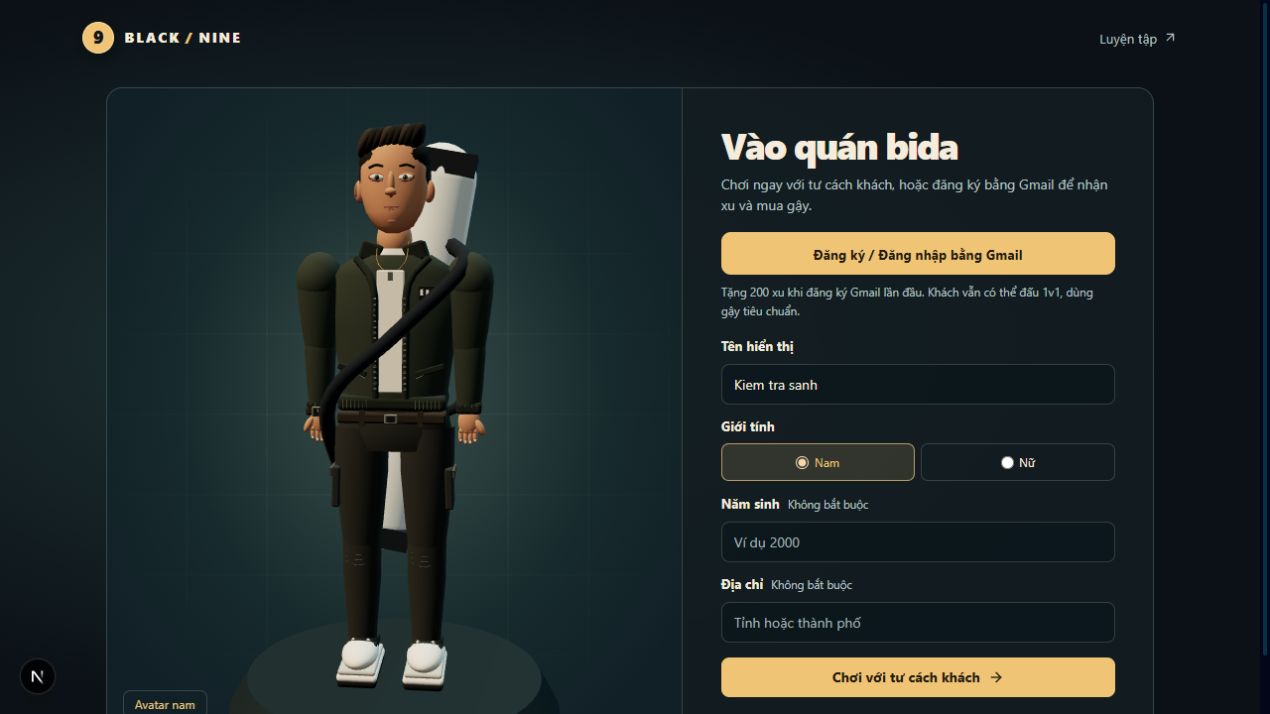 9 BLACK / NINE
Luyện tập ↗
Vào quán bida
Chơi ngay với tư cách khách, hoặc đăng ký bằng Gmail để nhận
xu và mua gậy.
Đăng ký / Đăng nhập bằng Gmail
Tặng 200 xu khi đăng ký Gmail lần đầu. Khách vẫn có thể đấu 1v1, dùng
gậy tiêu chuẩn.
Tên hiển thị
Kiem tra sanh
Giới tính
Nam
Nữ
Năm sinh Không bắt buộc
Ví dụ 2000
Địa chỉ Không bắt buộc
Tỉnh hoặc thành phố
Chơi với tư cách khách →
N
Avatar nam